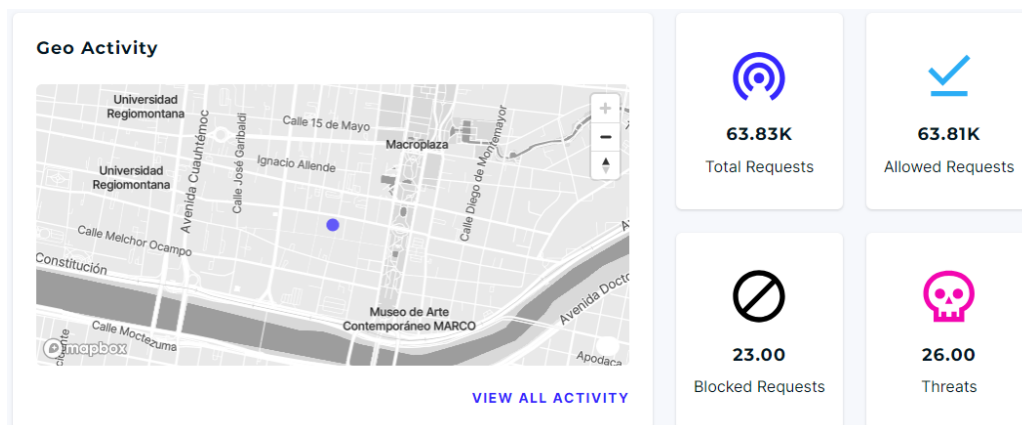 Geo Activity
Universidad
Regiomontana
Avenida Cuauhtémoc
Calle José Garibaldi
Calle 15 de Mayo
Macroplaza
Calle Diego de Montemayor
Ignacio Allende
Universidad
Regiomontana
Calle Melchor Ocampo
Constitución
Museo de Arte
Contemporáneo MARCO
Avenida Docto
Calle Moctezuma
mapbox
Apodaca
VIEW ALL ACTIVITY
63.83K
Total Requests
63.81K
Allowed Requests
23.00
Blocked Requests
26.00
Threats